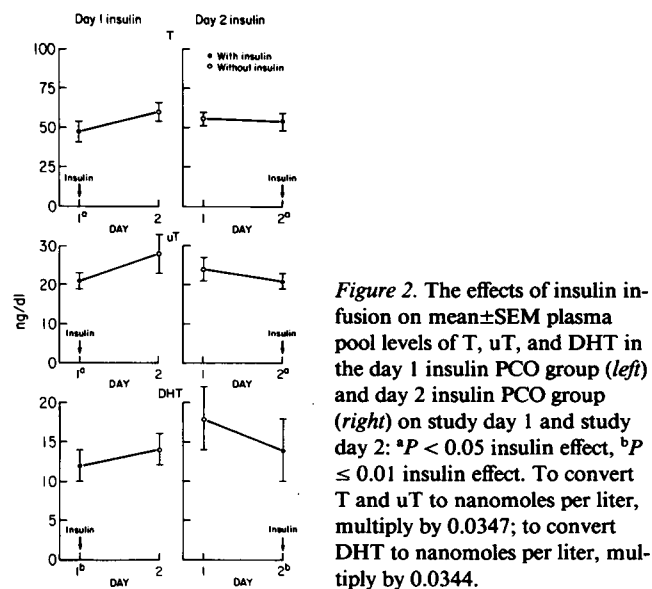 Day 1 insulin Day 2 insulin
T
100
75
50
25
0
• With insulin
○ Without insulin
Insulin
Insulin
1ᵃ 2 1 2ᵃ
DAY DAY
uT
30
20
10
0
ng/dl
Insulin
Insulin
1ᵃ 2 1 2ᵃ
DAY DAY
DHT
20
15
10
5
0
Insulin
Insulin
1ᵇ 2 1 2ᵇ
DAY DAY
Figure 2. The effects of insulin in-
fusion on mean±SEM plasma
pool levels of T, uT, and DHT in
the day 1 insulin PCO group (left)
and day 2 insulin PCO group
(right) on study day 1 and study
day 2: ᵃP < 0.05 insulin effect, ᵇP
≤ 0.01 insulin effect. To convert
T and uT to nanomoles per liter,
multiply by 0.0347; to convert
DHT to nanomoles per liter, mul-
tiply by 0.0344.